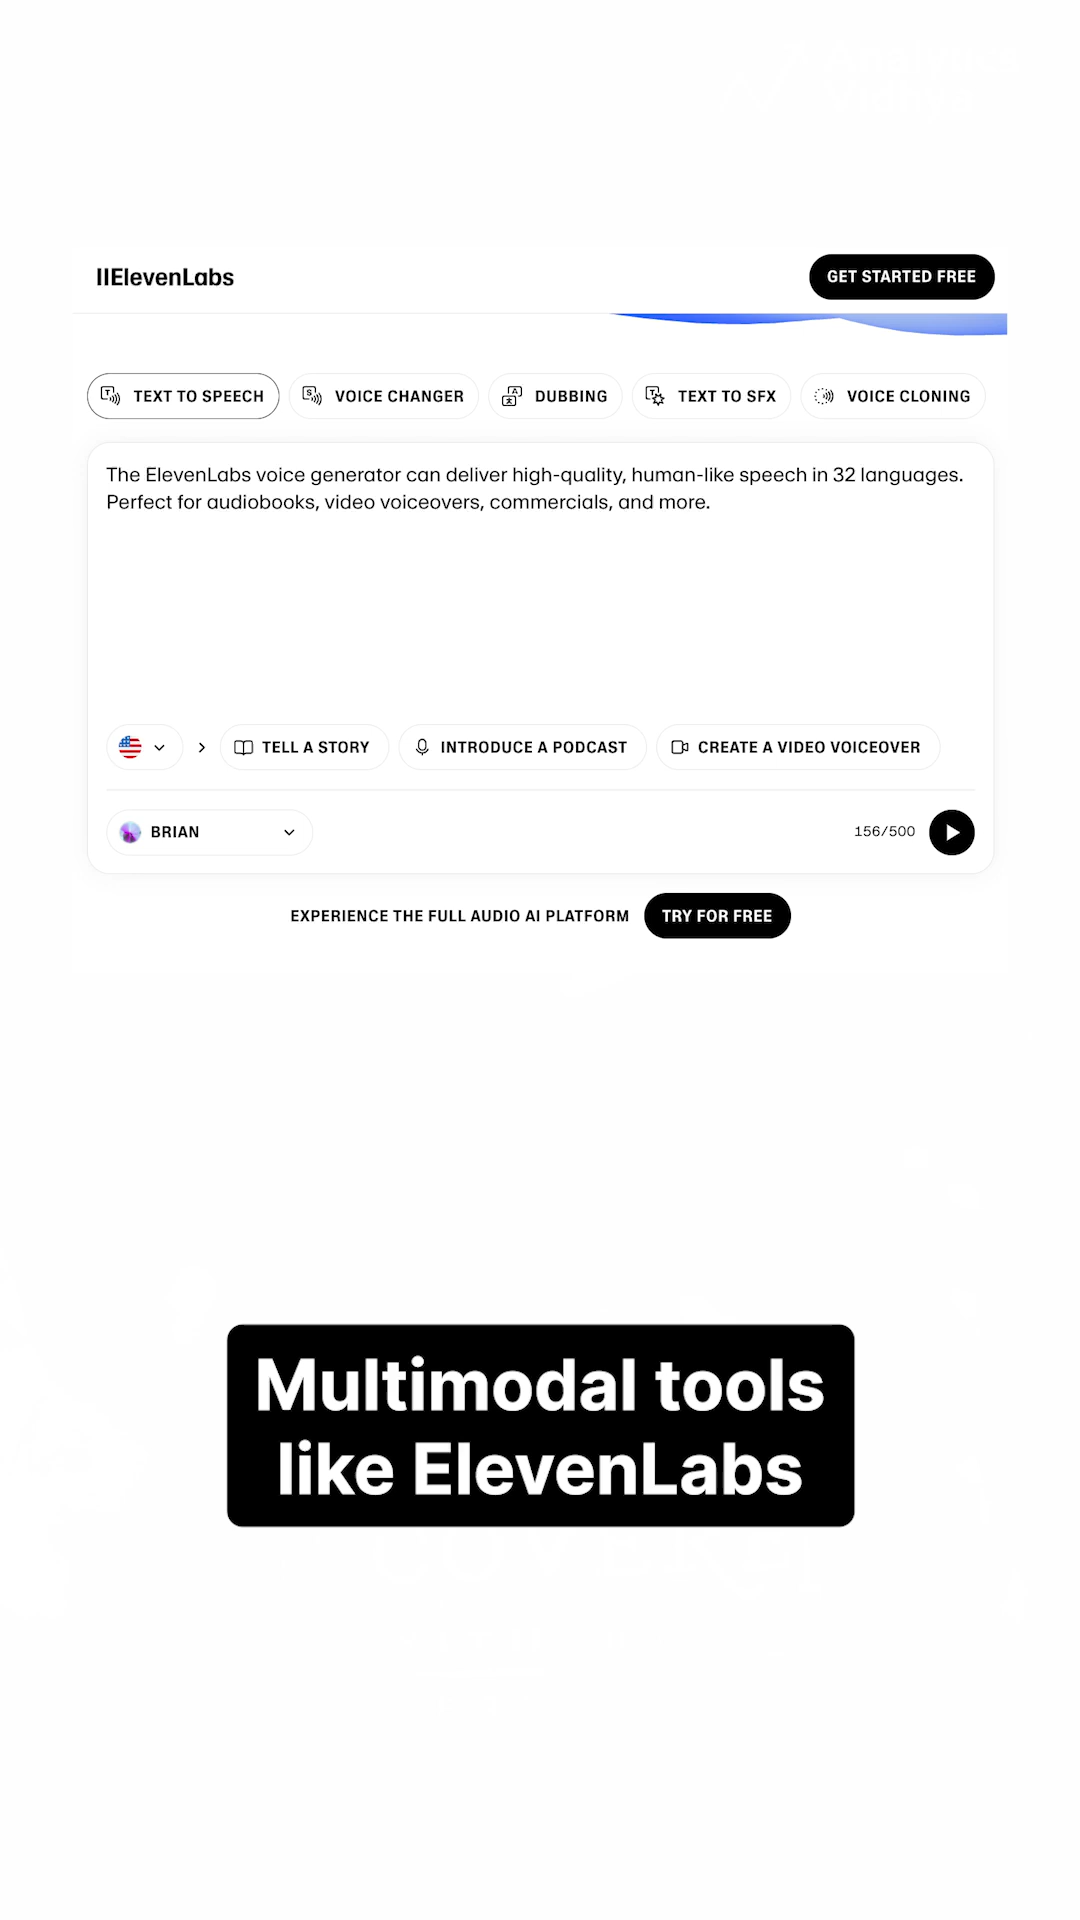 IIElevenLabs
GET STARTED FREE
TEXT TO SPEECH
VOICE CHANGER
DUBBING
TEXT TO SFX
VOICE CLONING
The ElevenLabs voice generator can deliver high-quality, human-like speech in 32 languages.
Perfect for audiobooks, video voiceovers, commercials, and more.
TELL A STORY
INTRODUCE A PODCAST
CREATE A VIDEO VOICEOVER
BRIAN
156/500
EXPERIENCE THE FULL AUDIO AI PLATFORM
TRY FOR FREE
Multimodal tools
like ElevenLabs